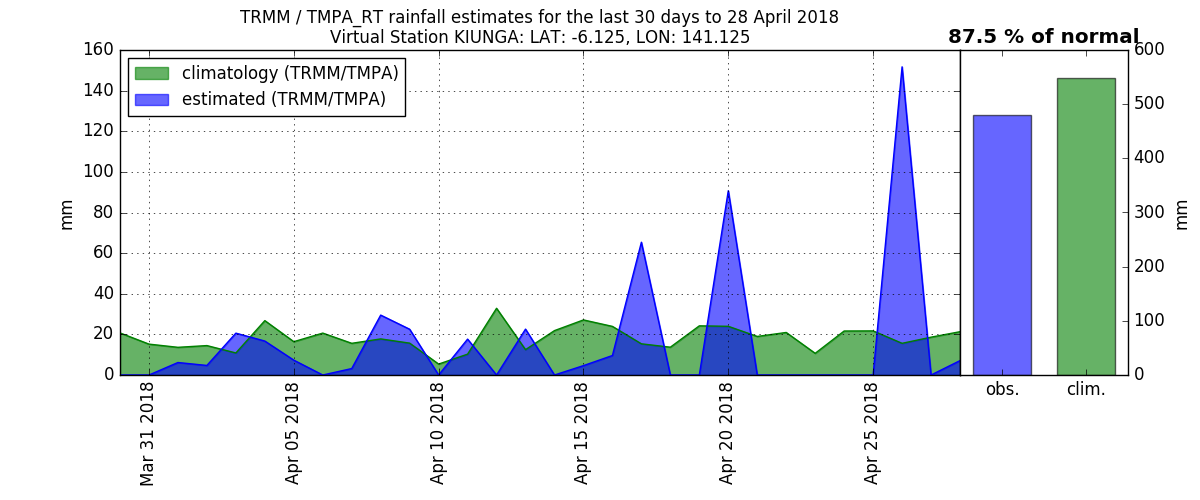 TRMM / TMPA_RT rainfall estimates for the last 30 days to 28 April 2018
Virtual Station KIUNGA: LAT: -6.125, LON: 141.125
87.5 % of normal
climatology (TRMM/TMPA)
estimated (TRMM/TMPA)
mm
160
140
120
100
80
60
40
20
0
Mar 31 2018
Apr 05 2018
Apr 10 2018
Apr 15 2018
Apr 20 2018
Apr 25 2018
obs.
clim.
600
500
400
300
200
100
0
mm